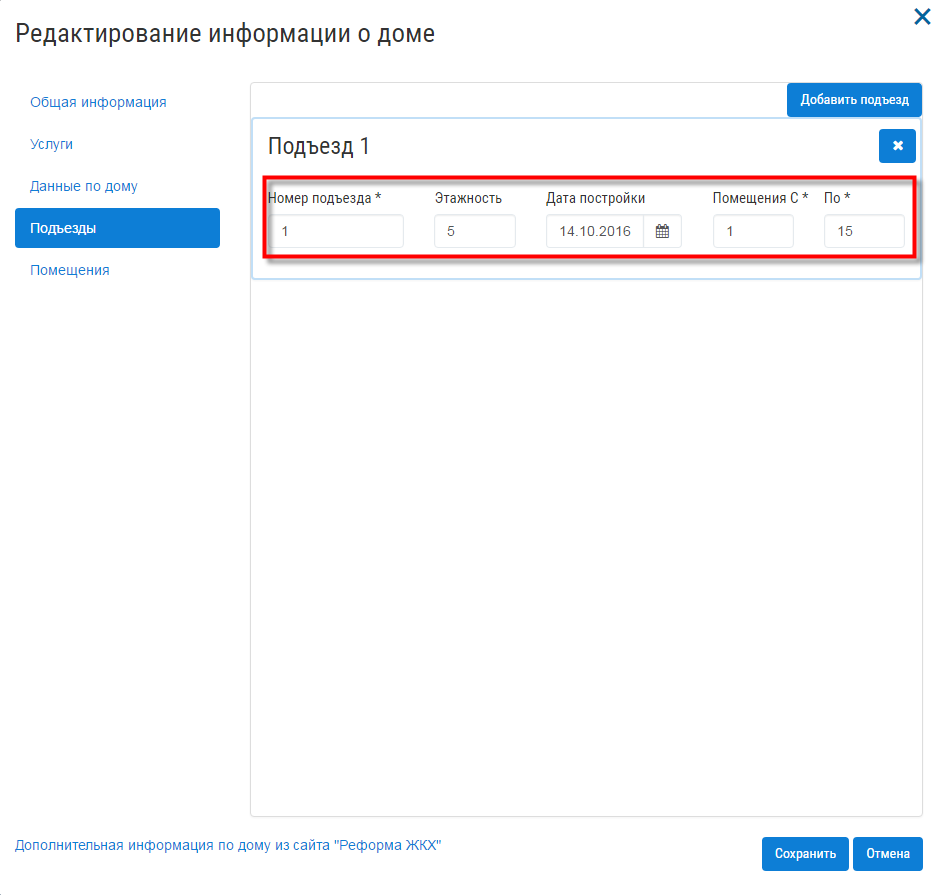 Редактирование информации о доме
Общая информация
Услуги
Данные по дому
Подъезды
Помещения
Добавить подъезд
Подъезд 1
Номер подъезда * Этажность Дата постройки Помещения С * По *
1 5 14.10.2016 1 15
Дополнительная информация по дому из сайта "Реформа ЖКХ"
Сохранить Отмена